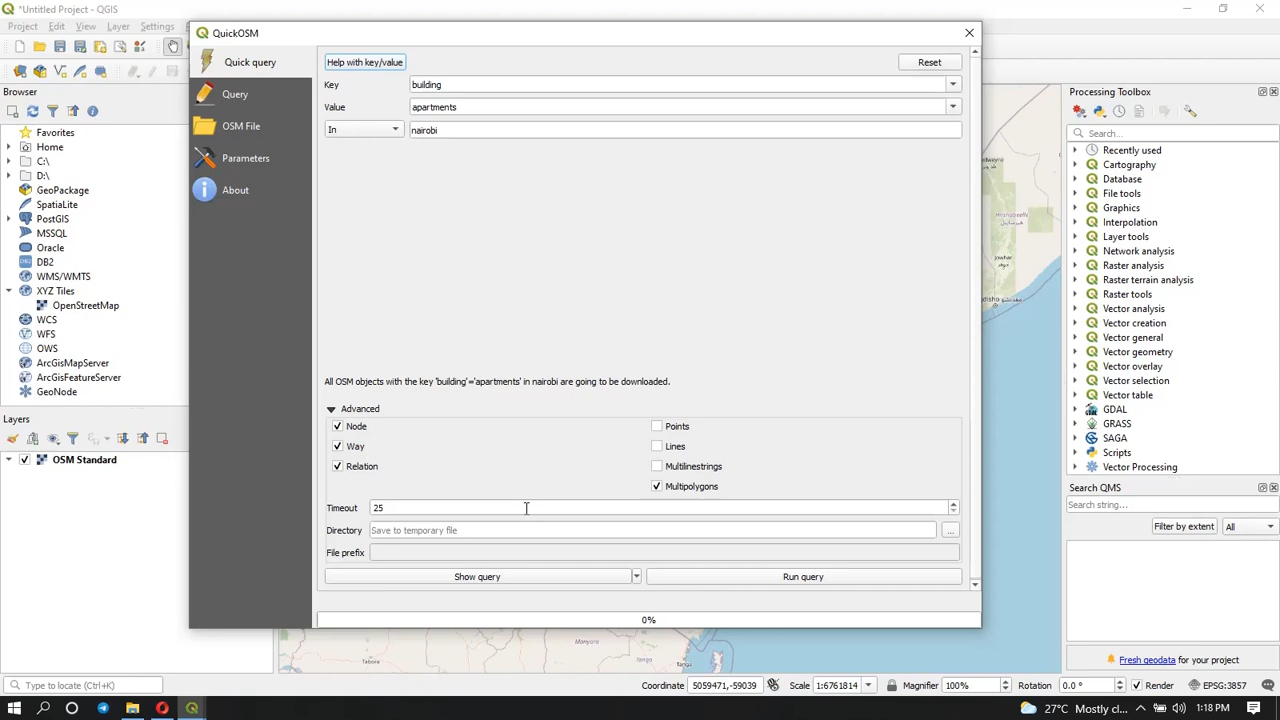 *Untitled Project - QGIS
Project Edit View Layer Settings
QuickOSM
Quick query
Query
OSM File
Parameters
About
Help with key/value
Reset
Key building
Value apartments
In nairobi
All OSM objects with the key 'building'='apartments' in nairobi are going to be downloaded.
Advanced
Node
Way
Relation
Points
Lines
Multilinestrings
Multipolygons
Timeout 25
Directory Save to temporary file ...
File prefix
Show query
Run query
0%
Browser
Favorites
Home
C:\
D:\
GeoPackage
SpatiaLite
PostGIS
MSSQL
Oracle
DB2
WMS/WMTS
XYZ Tiles
OpenStreetMap
WCS
WFS
OWS
ArcGisMapServer
ArcGisFeatureServer
GeoNode
Layers
OSM Standard
Processing Toolbox
Search...
Recently used
Cartography
Database
File tools
Graphics
Interpolation
Layer tools
Network analysis
Raster analysis
Raster terrain analysis
Raster tools
Vector analysis
Vector creation
Vector general
Vector geometry
Vector overlay
Vector selection
Vector table
GDAL
GRASS
SAGA
Scripts
Vector Processing
Search QMS
Search string...
Filter by extent All
Fresh geodata for your project
Jowhar
جوهر
Manyara
Tabora
Tanga
Type to locate (Ctrl+K)
Coordinate 5059471,-59039 Scale 1:6761814 Magnifier 100% Rotation 0.0 ° Render EPSG:3857
27°C Mostly cl... 1:18 PM